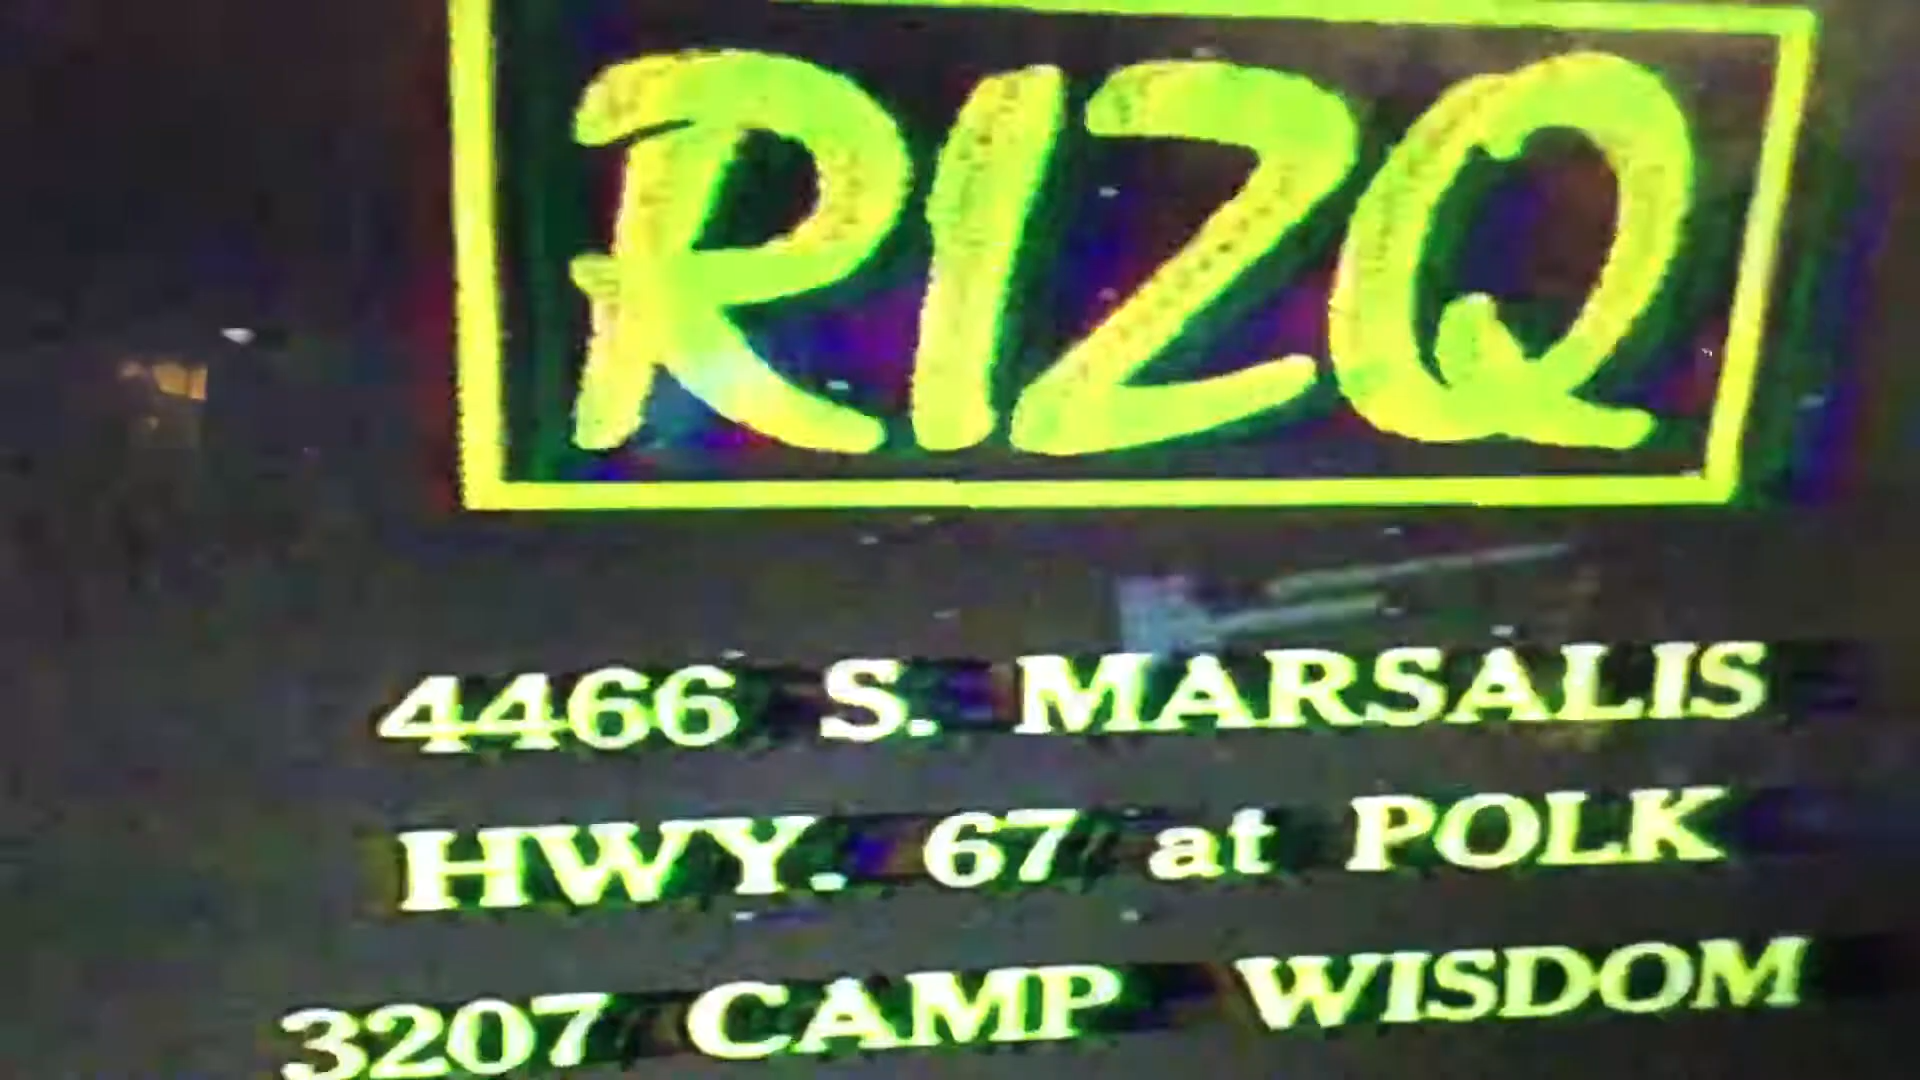 RIZQ
4466 S. MARSALIS
HWY. 67 at POLK
3207 CAMP WISDOM